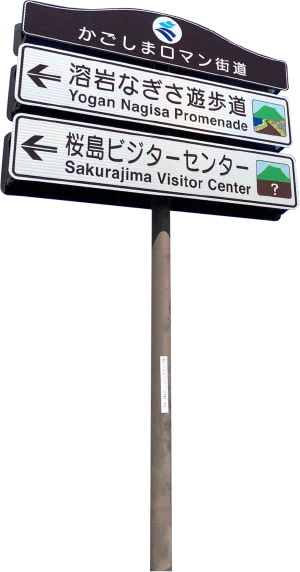 かごしまロマン街道
溶岩なぎさ遊歩道
Yogan Nagisa Promenade
桜島ビジターセンター
Sakurajima Visitor Center
?